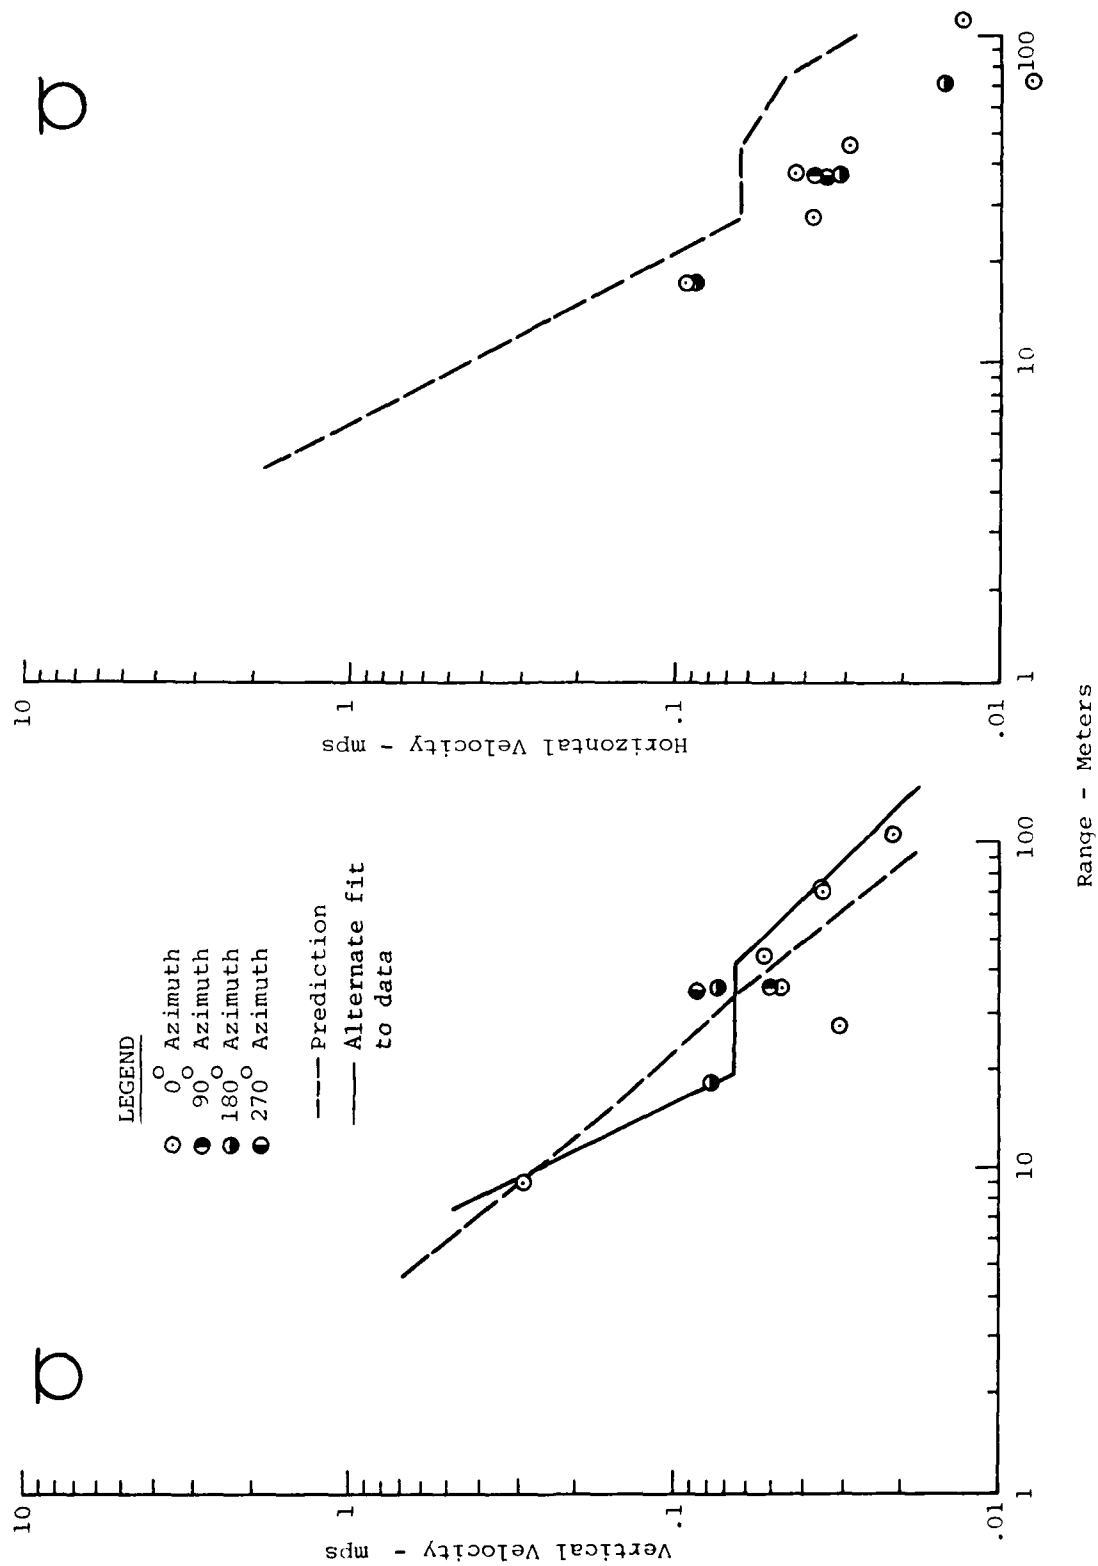 LEGEND
0° Azimuth
90° Azimuth
180° Azimuth
270° Azimuth
Prediction
Alternate fit
to data
Vertical Velocity - mps
10
1
.1
.01
1
10
100
Horizontal Velocity - mps
10
1
.1
.01
1
10
100
Range - Meters